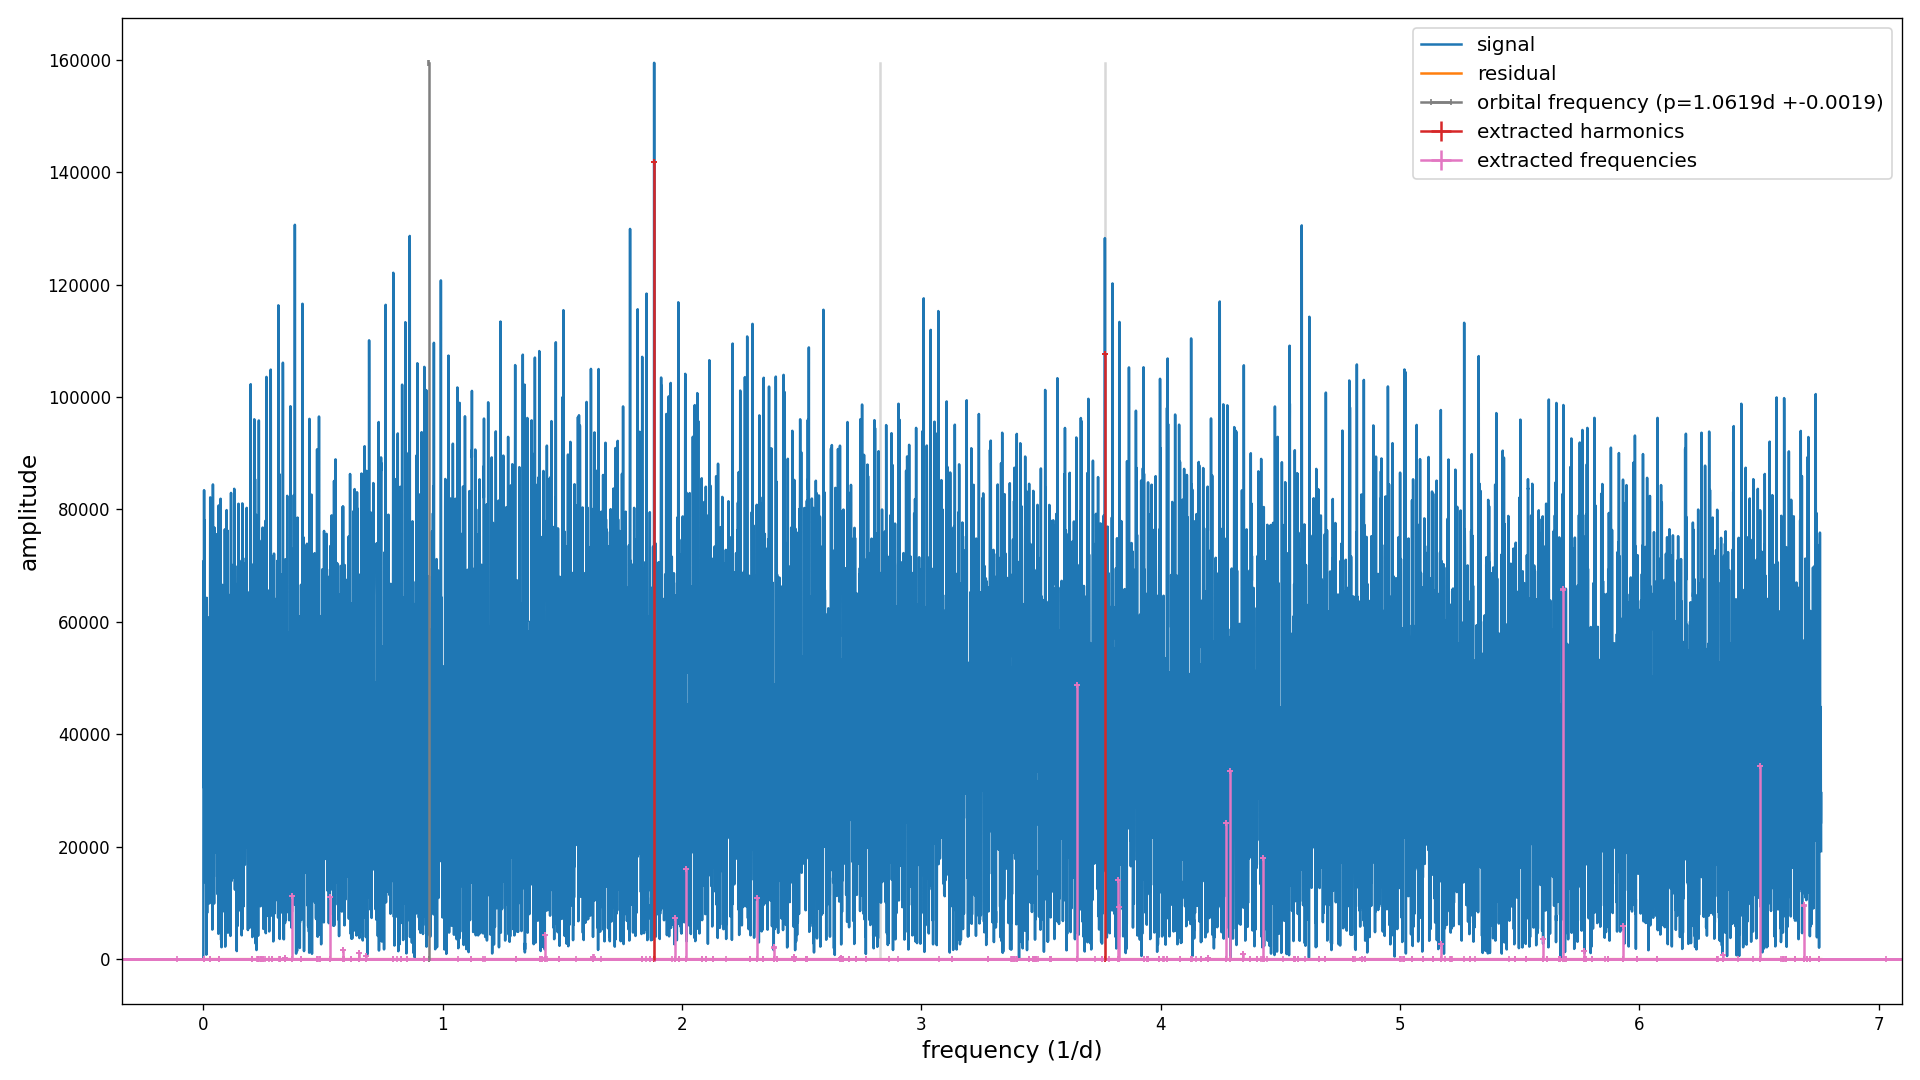 signal
residual
orbital frequency (p=1.0619d +-0.0019)
extracted harmonics
extracted frequencies
160000
140000
120000
100000
80000
60000
40000
20000
0
amplitude
0 1 2 3 4 5 6 7
frequency (1/d)